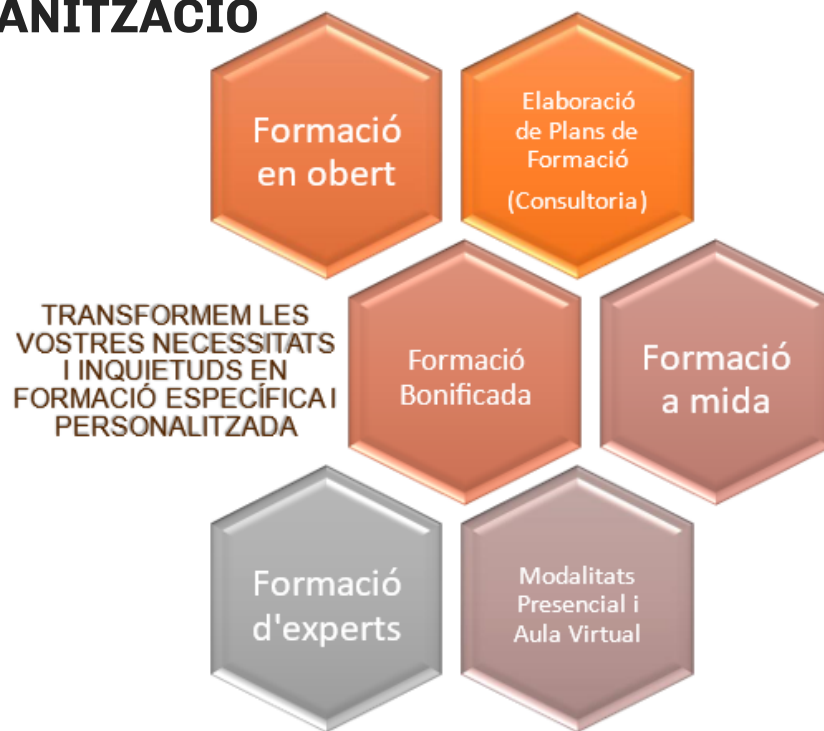 ANITZACIÓ
Formació
en obert
Elaboració
de Plans de
Formació
(Consultoria)
TRANSFORMEM LES
VOSTRES NECESSITATS
I INQUIETUDS EN
FORMACIÓ ESPECÍFICA I
PERSONALITZADA
Formació
Bonificada
Formació
a mida
Formació
d'experts
Modalitats
Presencial i
Aula Virtual